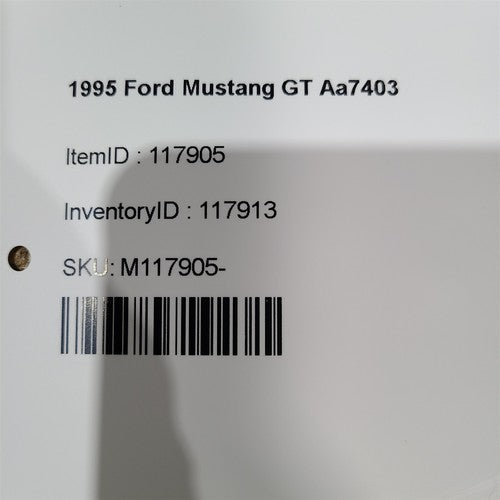 1995 Ford Mustang GT Aa7403
ItemID : 117905
InventoryID : 117913
SKU: M117905-